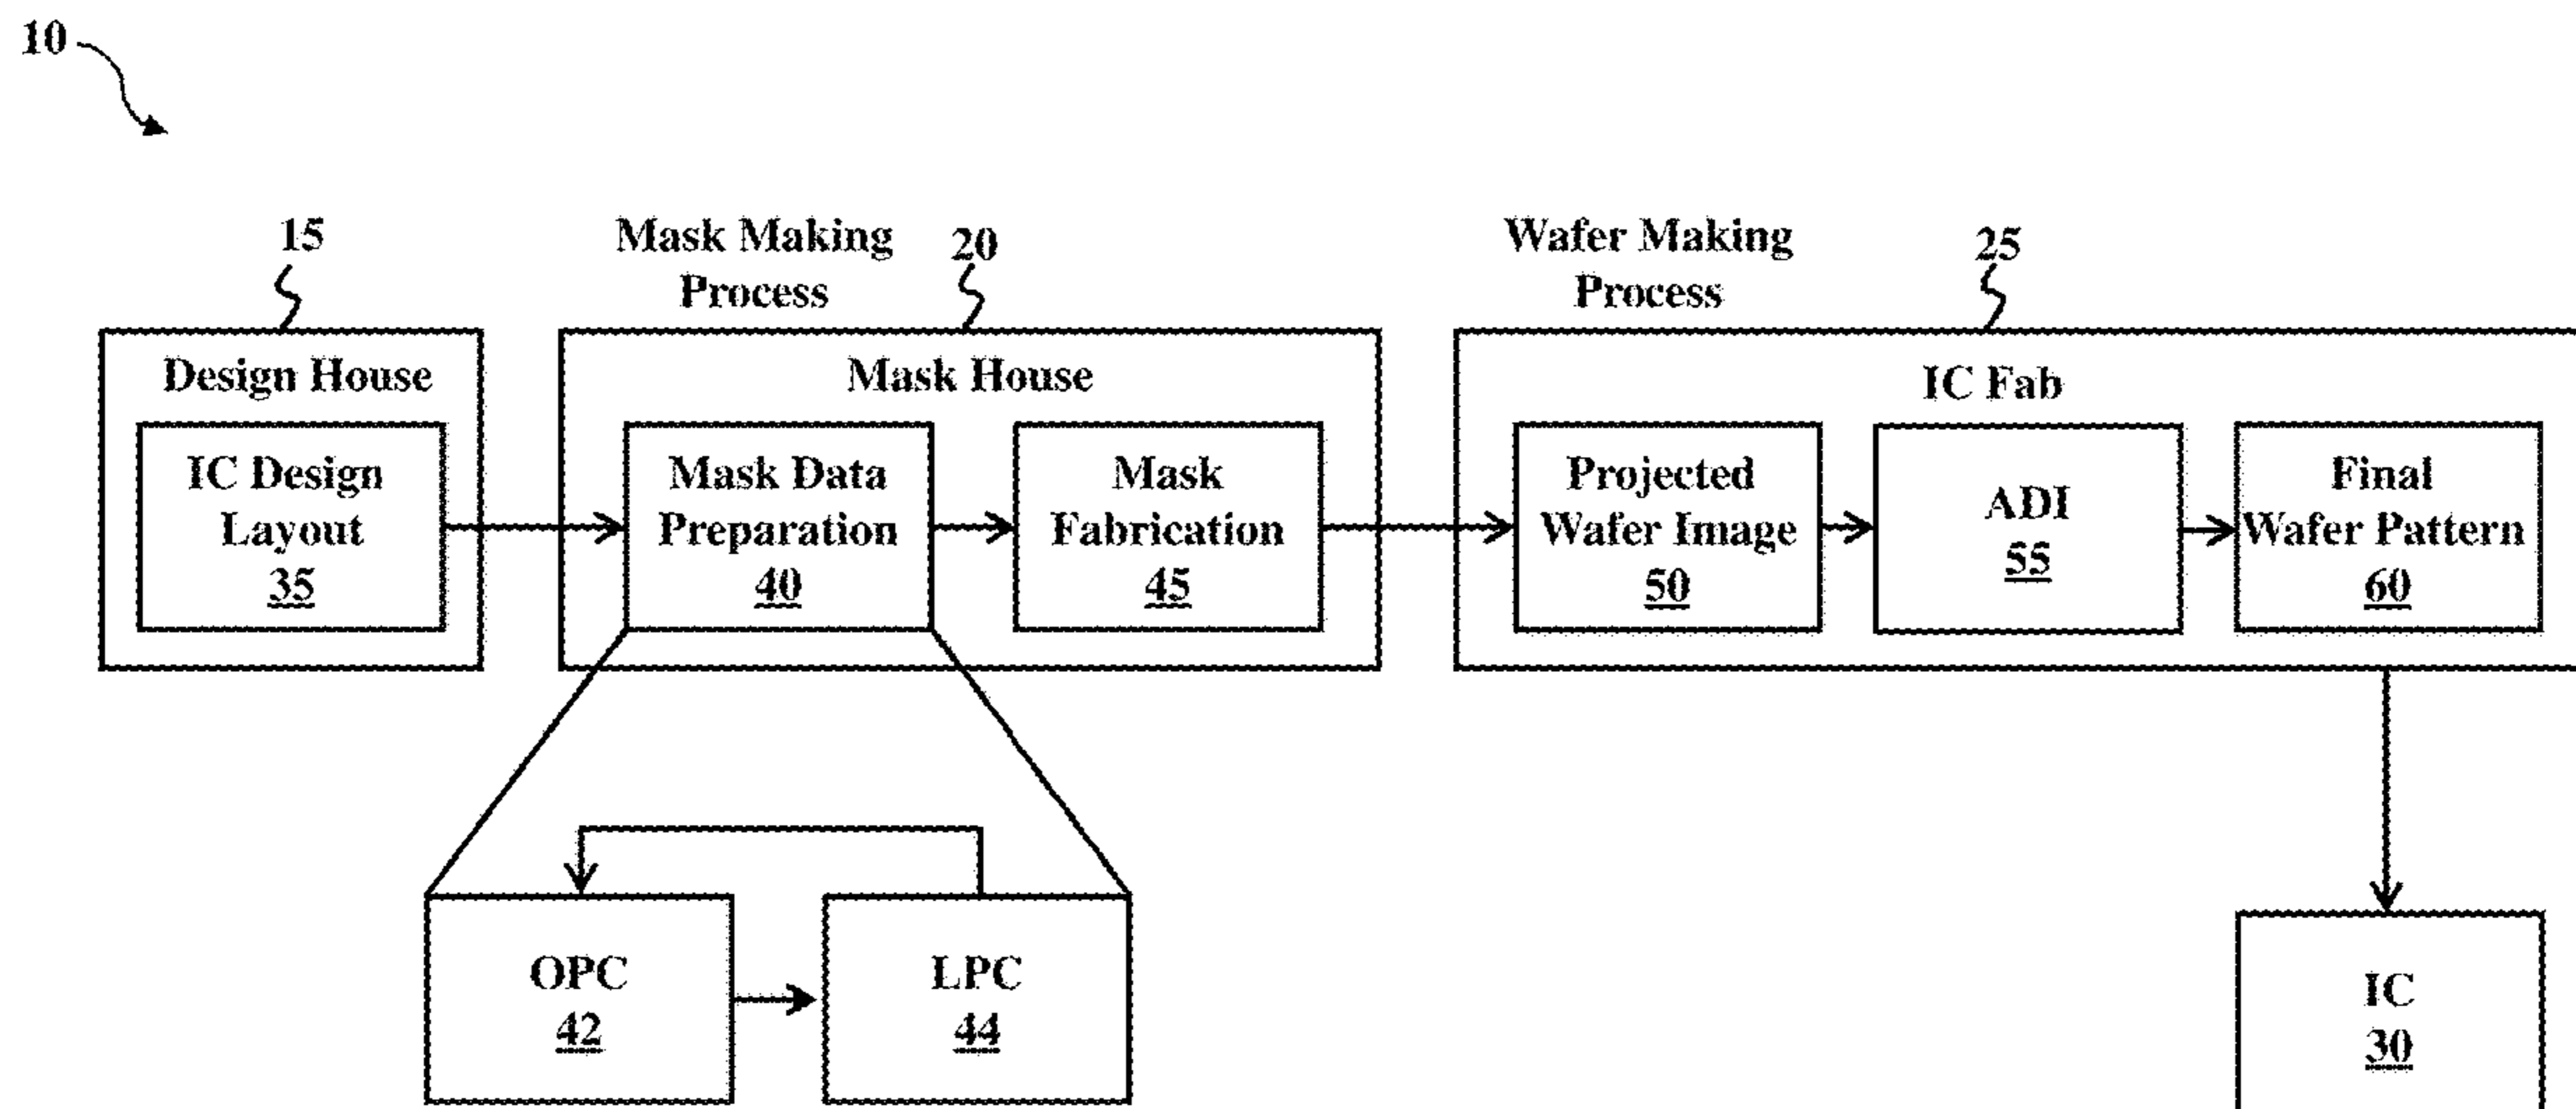 10
15
Mask Making
Process
20
Wafer Making
Process
25
Design House
IC Design
Layout
35
Mask House
Mask Data
Preparation
40
Mask
Fabrication
45
IC Fab
Projected
Wafer Image
50
ADI
55
Final
Wafer Pattern
60
OPC
42
LPC
44
IC
30